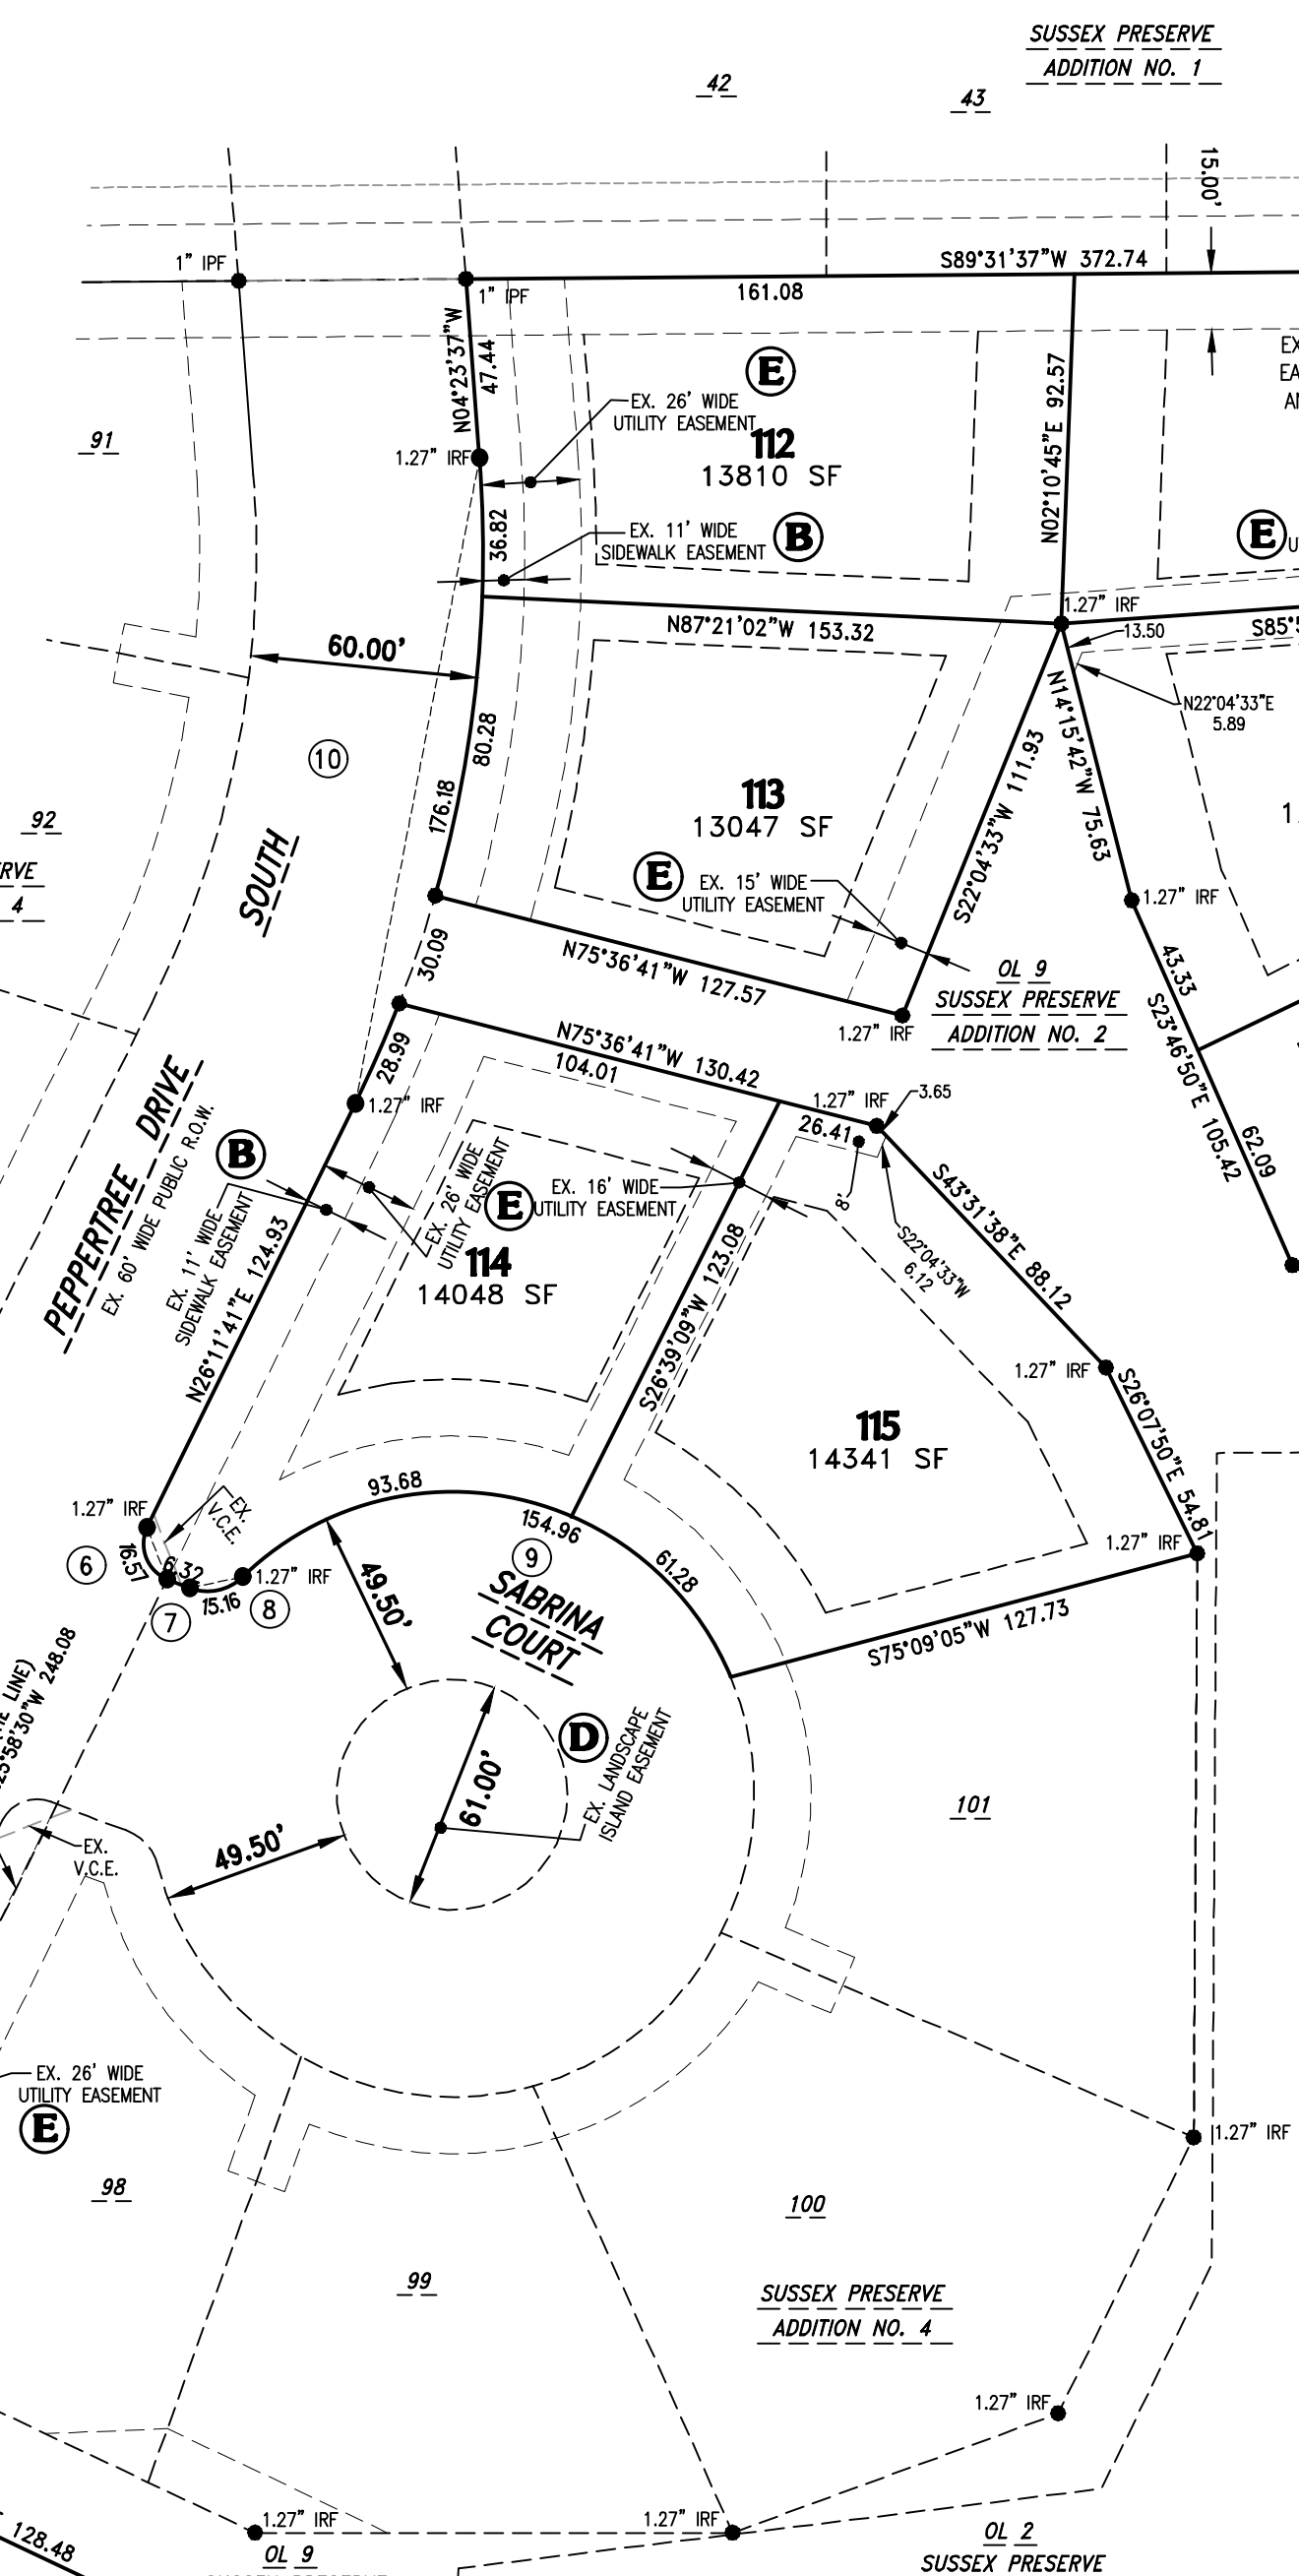 SUSSEX PRESERVE
ADDITION NO. 1
42
43
15.00'
1" IPF
S89°31'37"W 372.74
1" IPF
161.08
N04°23'37"W
47.44
E
EX. 26' WIDE
UTILITY EASEMENT
112
13810 SF
N02°10'45"E 92.57
91
1.27" IRF
36.82
EX. 11' WIDE
SIDEWALK EASEMENT
B
E
1.27" IRF
N87°21'02"W 153.32
13.50
60.00'
N22°04'33"E
5.89
N14°15'42"W 75.63
80.28
10
176.18
113
13047 SF
S22°04'33"W 111.93
92
SOUTH
4
E
EX. 15' WIDE
UTILITY EASEMENT
1.27" IRF
30.09
N75°36'41"W 127.57
OL 9
SUSSEX PRESERVE
ADDITION NO. 2
1.27" IRF
43.33
S23°46'50"E 105.42
62.09
N75°36'41"W 130.42
104.01
28.99
1.27" IRF
1.27" IRF
3.65
26.41
8'
PEPPERTREE DRIVE
EX. 60' WIDE PUBLIC R.O.W.
B
EX. 11' WIDE
SIDEWALK EASEMENT
EX. 26' WIDE
UTILITY EASEMENT
E
EX. 16' WIDE
UTILITY EASEMENT
S43°31'38"E 88.12
S22°04'33"W
6.12
114
14048 SF
N26°11'41"E 124.93
S26°39'09"W 123.08
1.27" IRF
S26°07'50"E 54.81
115
14341 SF
1.27" IRF
EX.
V.C.E.
93.68
154.96
9
61.28
1.27" IRF
6
16.57
6.32
7
15.16
8
1.27" IRF
49.50'
SABRINA
COURT
S75°09'05"W 127.73
248.08
LINE)
D
EX. LANDSCAPE
ISLAND EASEMENT
61.00'
101
49.50'
EX.
V.C.E.
EX. 26' WIDE
UTILITY EASEMENT
E
1.27" IRF
98
100
99
SUSSEX PRESERVE
ADDITION NO. 4
1.27" IRF
1.27" IRF
1.27" IRF
128.48
OL 9
OL 2
SUSSEX PRESERVE